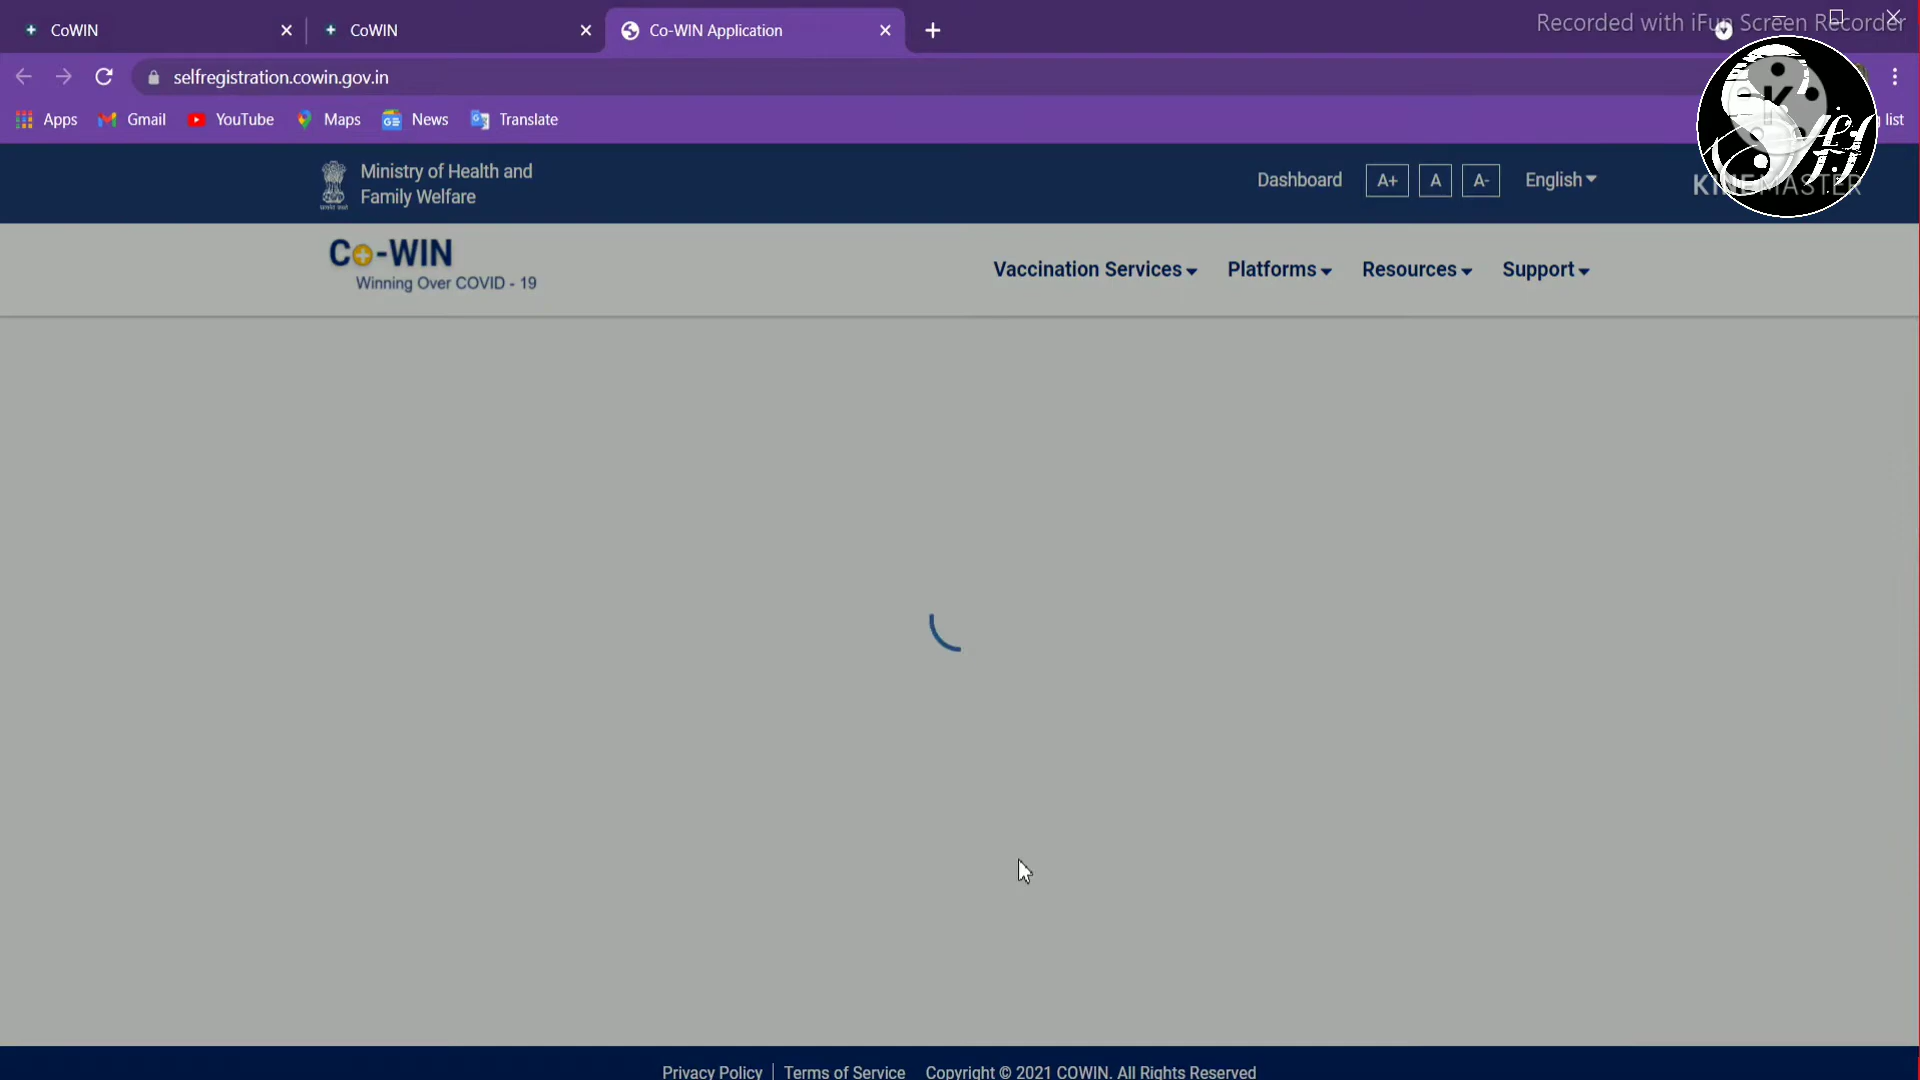 CoWIN
CoWIN
Co-WIN Application
Recorded with iFun Screen Recorder
selfregistration.cowin.gov.in
Apps
Gmail
YouTube
Maps
News
Translate
list
Ministry of Health and
Family Welfare
Dashboard
A+
A
A-
English
KINEMASTER
Co-WIN
Winning Over COVID - 19
Vaccination Services
Platforms
Resources
Support
Privacy Policy
Terms of Service
Copyright © 2021 COWIN. All Rights Reserved